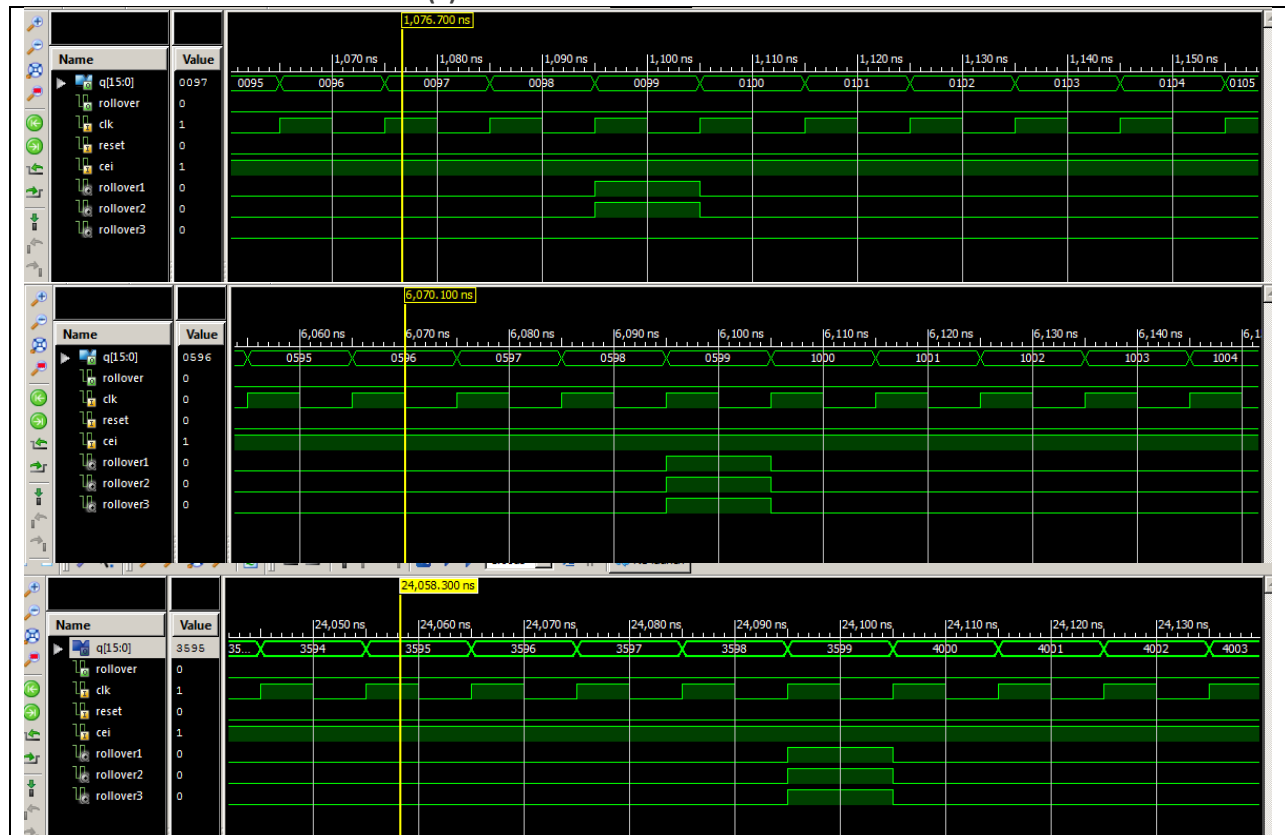 (s)
1,076.700 ns
1,070 ns 1,080 ns 1,090 ns 1,100 ns 1,110 ns 1,120 ns 1,130 ns 1,140 ns 1,150 ns
Name Value
q[15:0] 0097 0095 0096 0097 0098 0099 0100 0101 0102 0103 0104 0105
rollover 0
clk 1
reset 0
cei 1
rollover1 0
rollover2 0
rollover3 0
6,070.100 ns
Name Value 6,060 ns 6,070 ns 6,080 ns 6,090 ns 6,100 ns 6,110 ns 6,120 ns 6,130 ns 6,140 ns 6,1
q[15:0] 0596 0595 0596 0597 0598 0599 1000 1001 1002 1003 1004
rollover 0
clk 0
reset 0
cei 1
rollover1 0
rollover2 0
rollover3 0
24,058.300 ns
Name Value 24,050 ns 24,060 ns 24,070 ns 24,080 ns 24,090 ns 24,100 ns 24,110 ns 24,120 ns 24,130 ns
q[15:0] 3595 35... 3594 3595 3596 3597 3598 3599 4000 4001 4002 4003
rollover 0
clk 1
reset 0
cei 1
rollover1 0
rollover2 0
rollover3 0